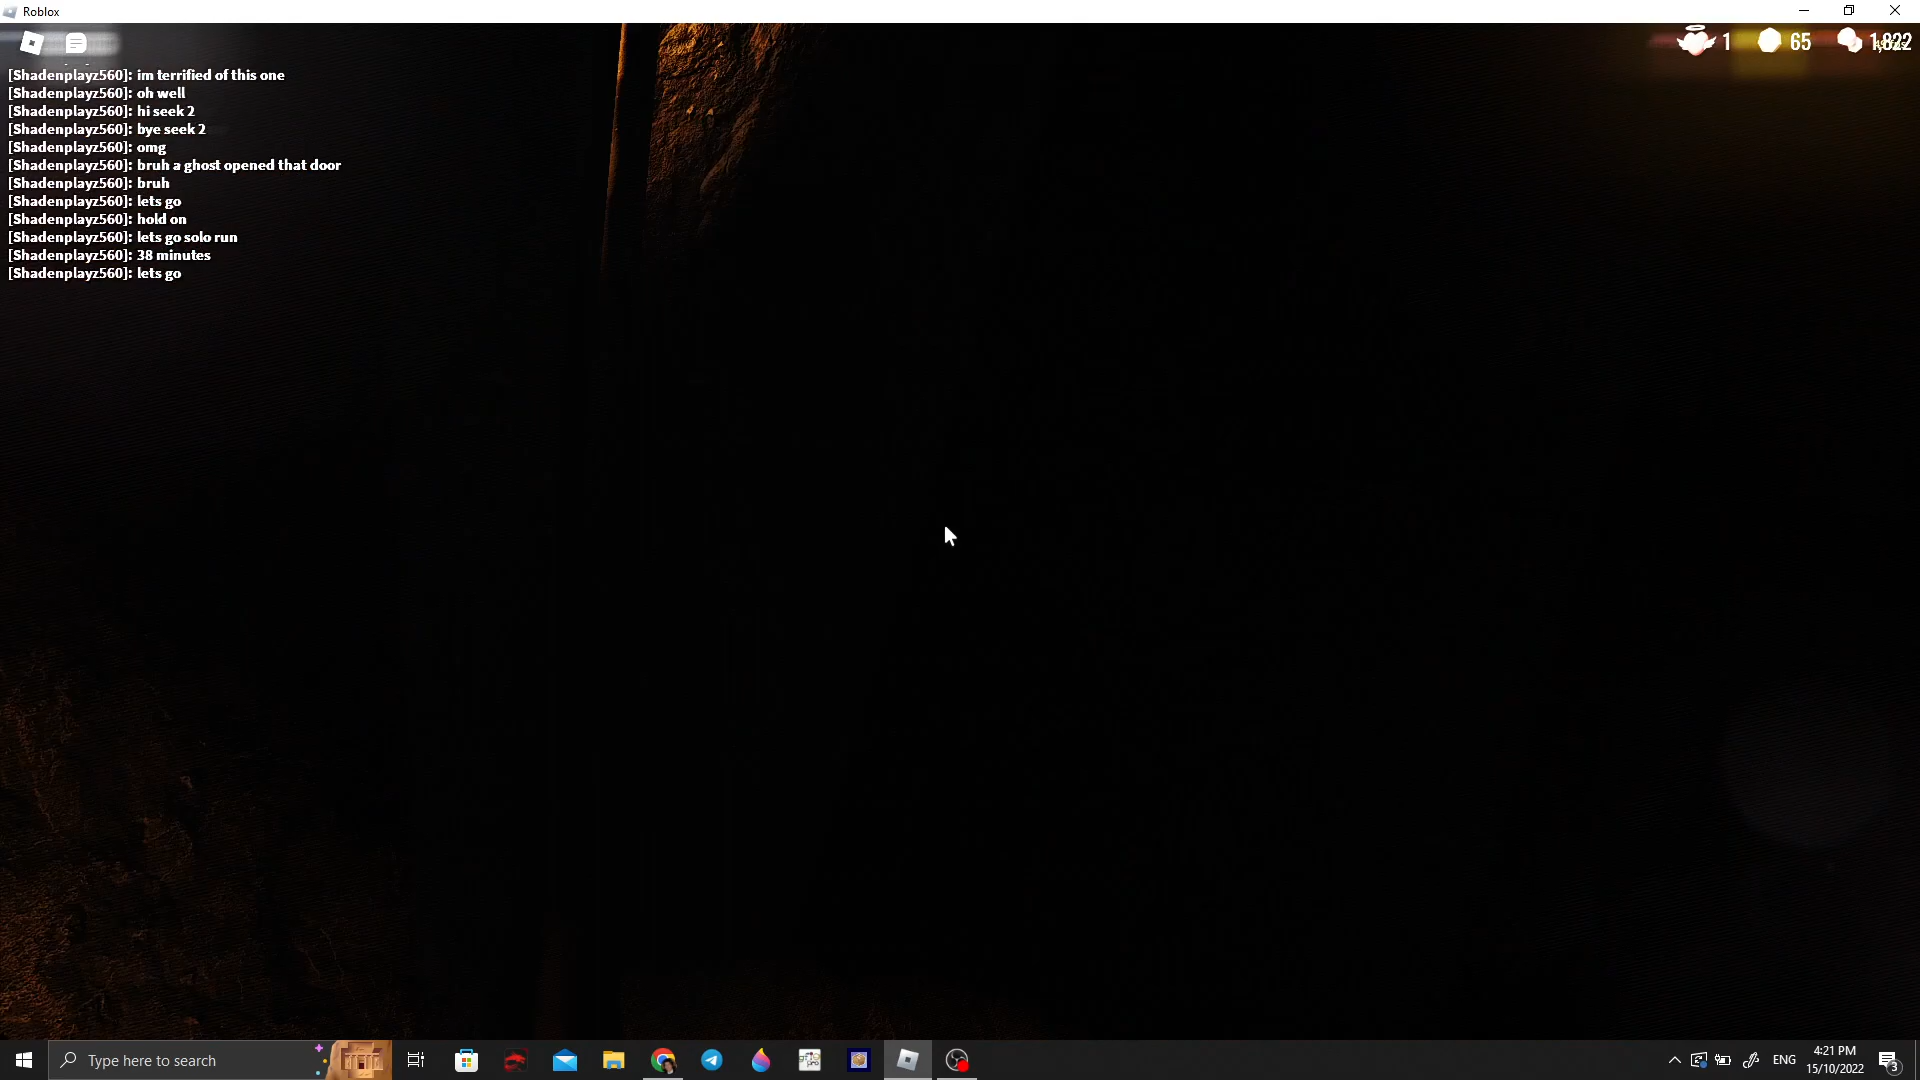 Roblox
1
65
1,822
[Shadenplayz560]: im terrified of this one
[Shadenplayz560]: oh well
[Shadenplayz560]: hi seek 2
[Shadenplayz560]: bye seek 2
[Shadenplayz560]: omg
[Shadenplayz560]: bruh a ghost opened that door
[Shadenplayz560]: bruh
[Shadenplayz560]: lets go
[Shadenplayz560]: hold on
[Shadenplayz560]: lets go solo run
[Shadenplayz560]: 38 minutes
[Shadenplayz560]: lets go
Type here to search
ENG
4:21 PM
15/10/2022
3